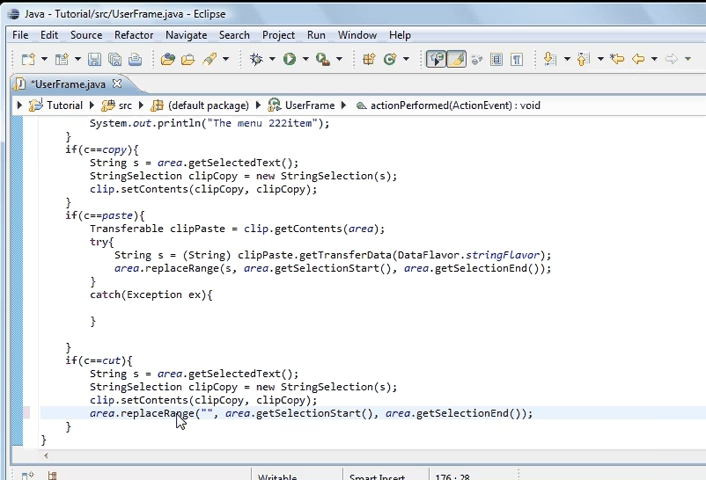 Java - Tutorial/src/UserFrame.java - Eclipse
File Edit Source Refactor Navigate Search Project Run Window Help
*UserFrame.java
Tutorial src (default package) UserFrame actionPerformed(ActionEvent) : void
System.out.println("The menu 222item");
}
if(c==copy){
String s = area.getSelectedText();
StringSelection clipCopy = new StringSelection(s);
clip.setContents(clipCopy, clipCopy);
}
if(c==paste){
Transferable clipPaste = clip.getContents(area);
try{
String s = (String) clipPaste.getTransferData(DataFlavor.stringFlavor);
area.replaceRange(s, area.getSelectionStart(), area.getSelectionEnd());
}
catch(Exception ex){
}
}
if(c==cut){
String s = area.getSelectedText();
StringSelection clipCopy = new StringSelection(s);
clip.setContents(clipCopy, clipCopy);
area.replaceRange("", area.getSelectionStart(), area.getSelectionEnd());
}
}
Writable Smart Insert 176 : 28